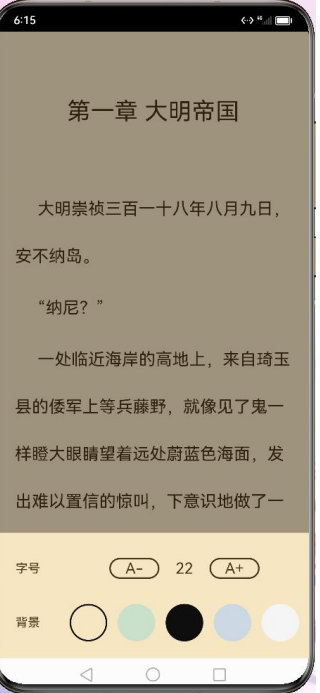 6:15
第一章 大明帝国
大明崇祯三百一十八年八月九日，
安不纳岛。
“纳尼？”
一处临近海岸的高地上，来自琦玉
县的倭军上等兵藤野，就像见了鬼一
样瞪大眼睛望着远处蔚蓝色海面，发
出难以置信的惊叫，下意识地做了一
字号 A- 22 A+
背景